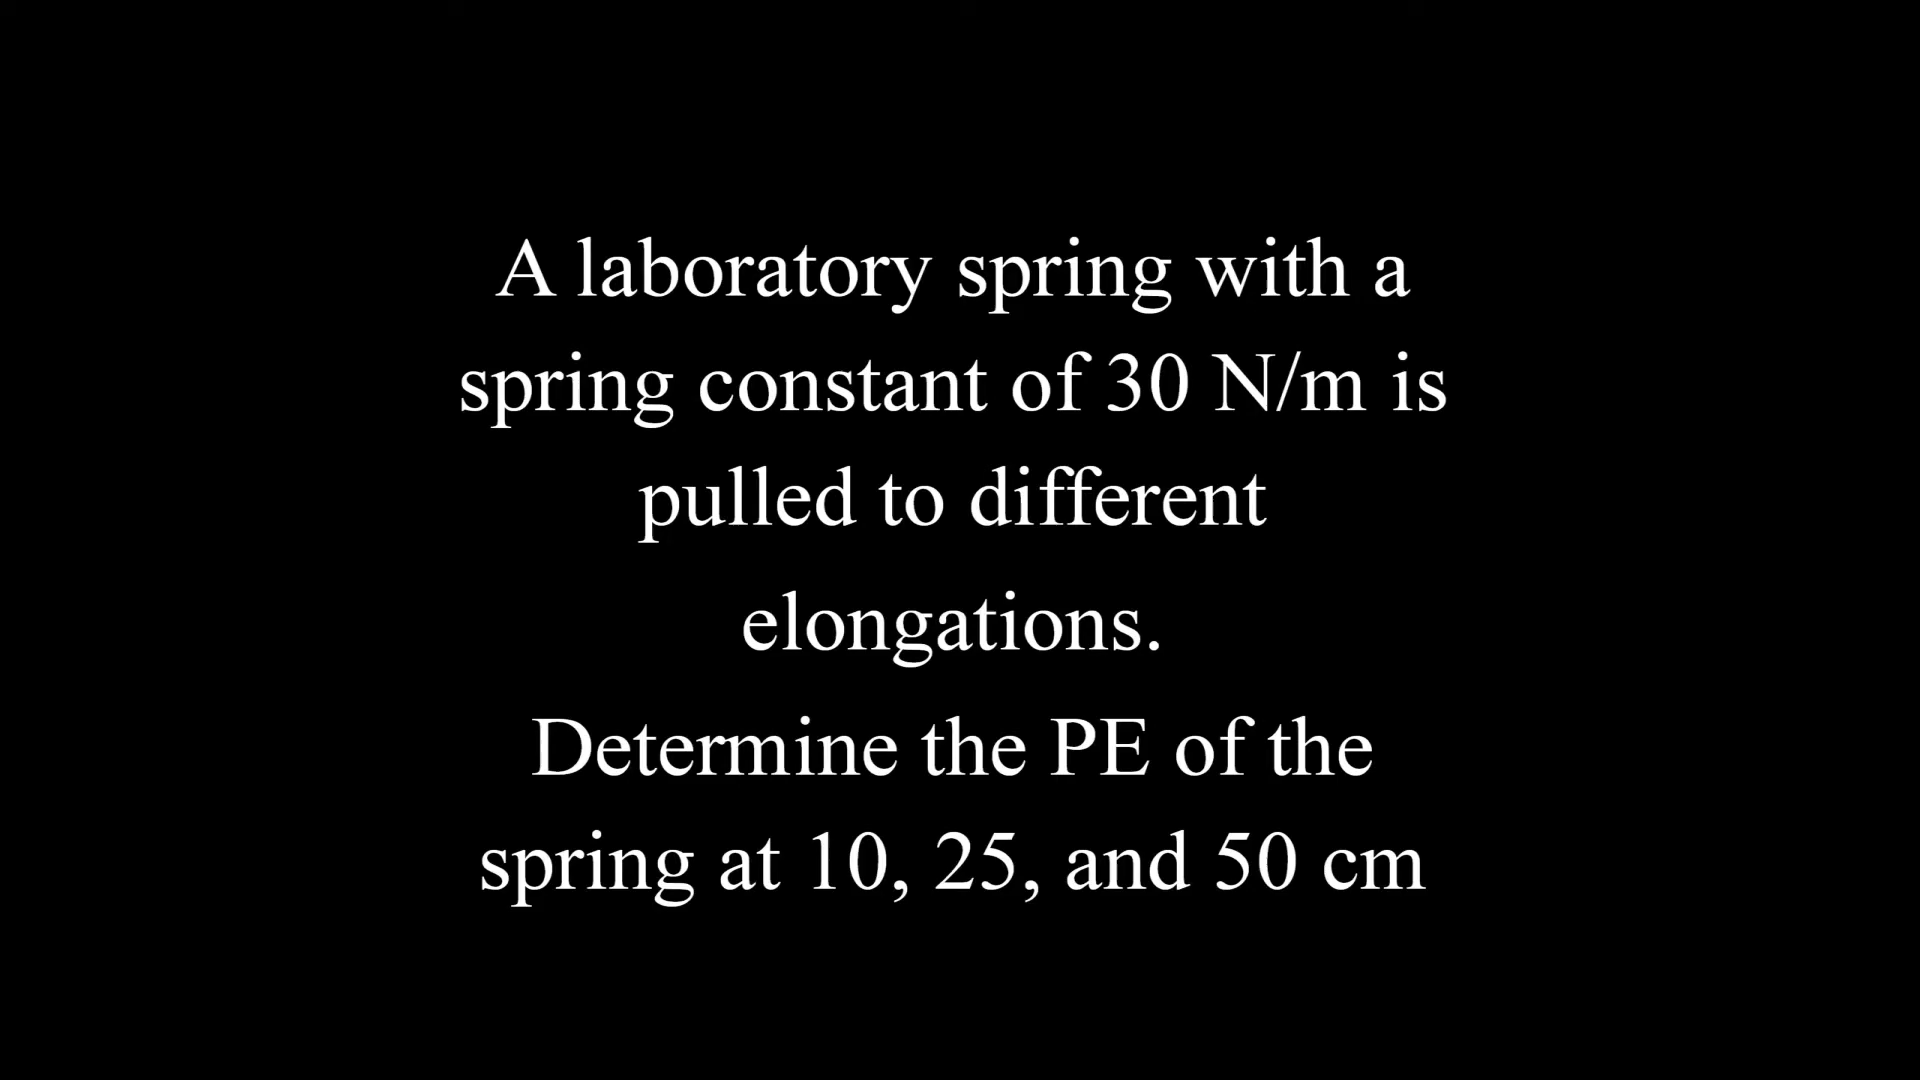 A laboratory spring with a
spring constant of 30 N/m is
pulled to different
elongations.
Determine the PE of the
spring at 10, 25, and 50 cm